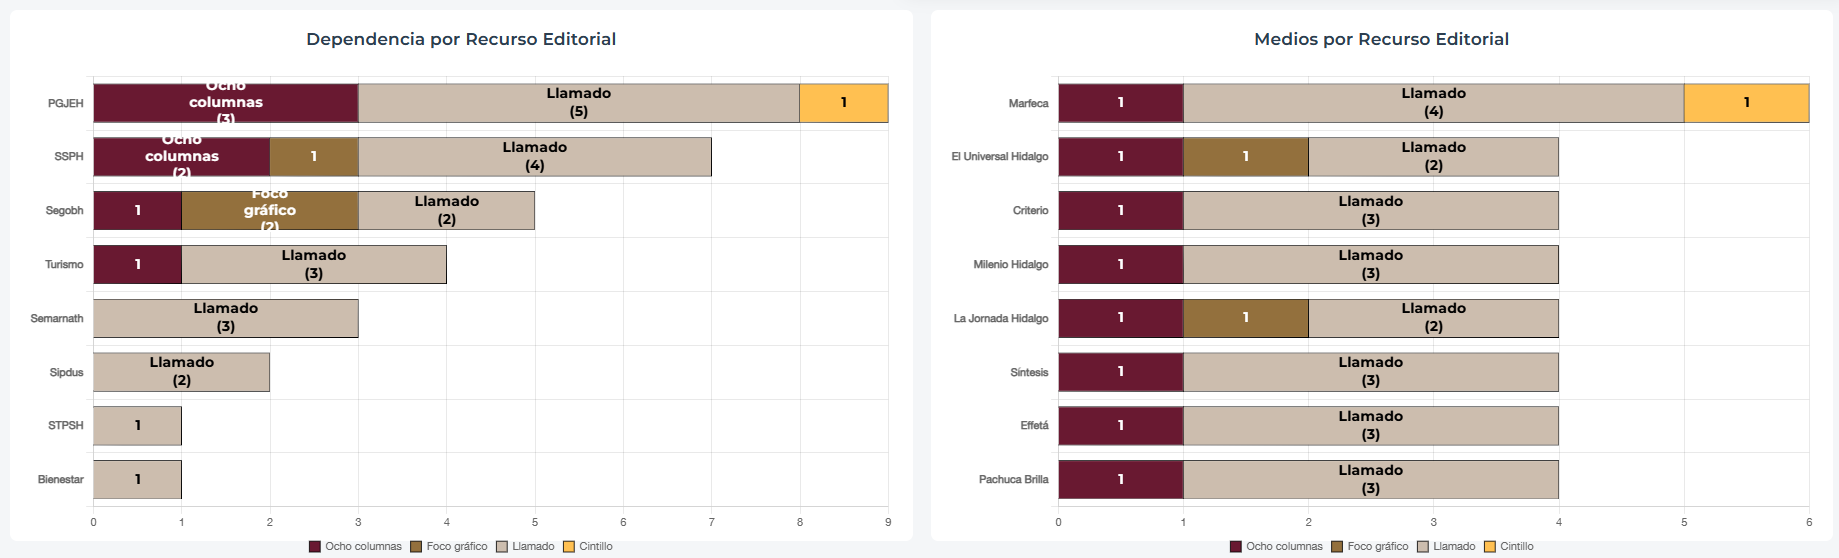 Dependencia por Recurso Editorial
PGJEH
Ocho
columnas
(3)
Llamado
(5)
1
SSPH
Ocho
columnas
(2)
1
Llamado
(4)
Segobh
1
Foco
gráfico
(2)
Llamado
(2)
Turismo
1
Llamado
(3)
Semarnath
Llamado
(3)
Sipdus
Llamado
(2)
STPSH
1
Bienestar
1
0 1 2 3 4 5 6 7 8 9
Ocho columnas Foco gráfico Llamado Cintillo
Medios por Recurso Editorial
Marfeca
1
Llamado
(4)
1
El Universal Hidalgo
1
1
Llamado
(2)
Criterio
1
Llamado
(3)
Milenio Hidalgo
1
Llamado
(3)
La Jornada Hidalgo
1
1
Llamado
(2)
Síntesis
1
Llamado
(3)
Effetá
1
Llamado
(3)
Pachuca Brilla
1
Llamado
(3)
0 1 2 3 4 5 6
Ocho columnas Foco gráfico Llamado Cintillo